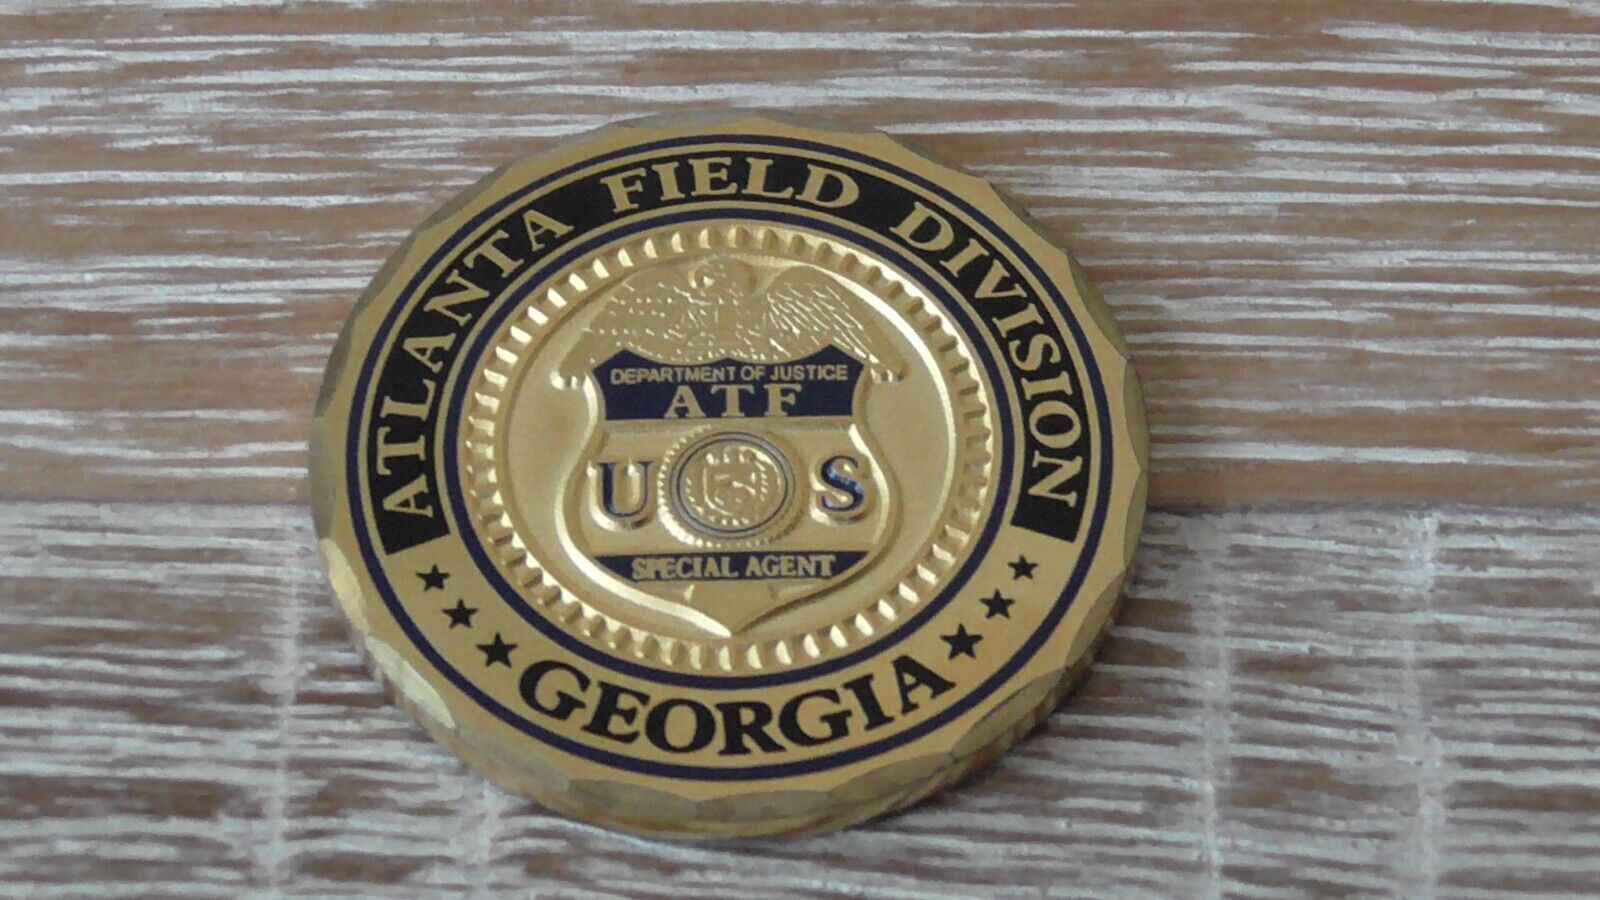 ATLANTA FIELD DIVISION
DEPARTMENT OF JUSTICE
ATF
U S
SPECIAL AGENT
GEORGIA